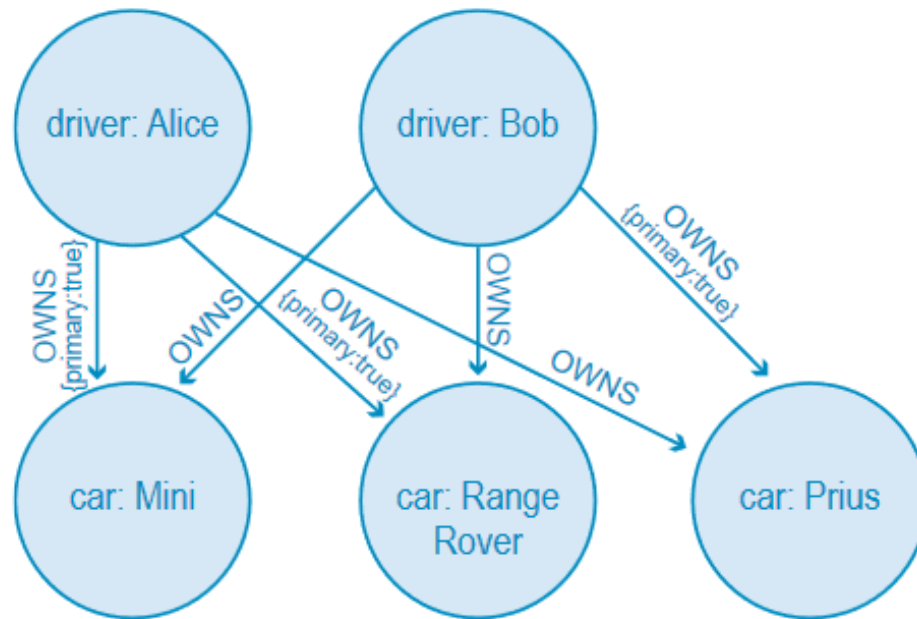 driver: Alice
driver: Bob
OWNS
{primary:true}
OWNS
OWNS
{primary:true}
OWNS
OWNS
OWNS
{primary:true}
car: Mini
car: Range
Rover
car: Prius